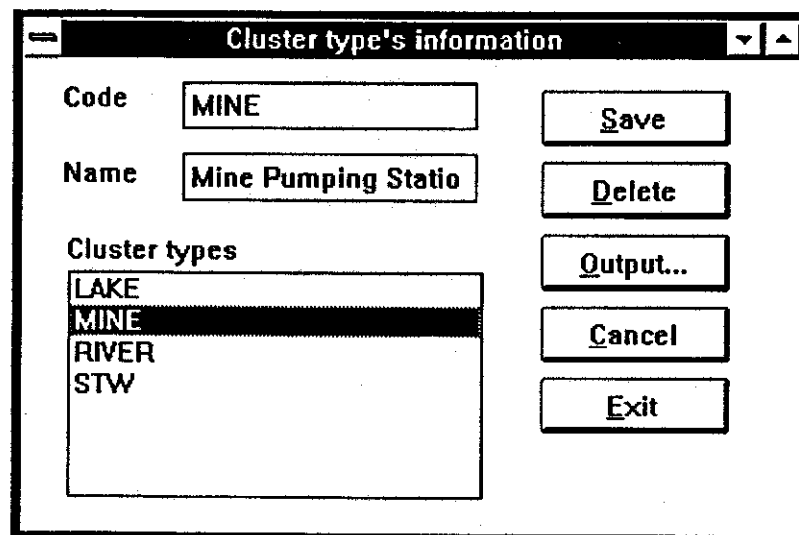 Cluster type's information
Code
MINE
Name
Mine Pumping Statio
Cluster types
LAKE
MINE
RIVER
STW
Save
Delete
Output...
Cancel
Exit